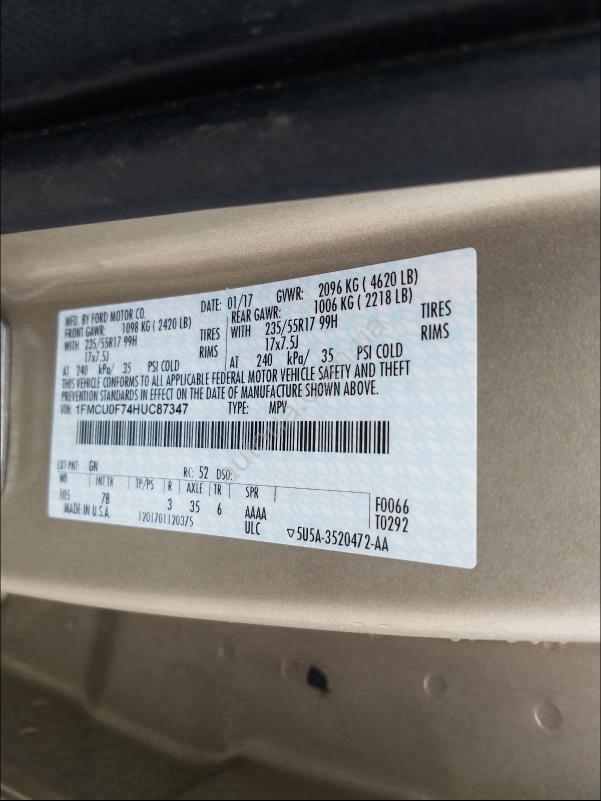 MFD. BY FORD MOTOR CO. DATE: 01/17 GVWR: 2096 KG ( 4620 LB)
FRONT GAWR: 1098 KG ( 2420 LB) REAR GAWR: 1006 KG ( 2218 LB)
WITH 235/55R17 99H TIRES WITH 235/55R17 99H TIRES
17x7.5J RIMS 17x7.5J RIMS
AT 240 kPa/ 35 PSI COLD AT 240 kPa/ 35 PSI COLD
THIS VEHICLE CONFORMS TO ALL APPLICABLE FEDERAL MOTOR VEHICLE SAFETY AND THEFT
PREVENTION STANDARDS IN EFFECT ON THE DATE OF MANUFACTURE SHOWN ABOVE.
VIN: 1FMCU0F74HUC87347 TYPE: MPV
EXT PNT: GN RC: 52 DSO:
WB INT TR TP/PS R AXLE TR SPR
105 7B 3 35 6 AAAA F0066
MADE IN U.S.A. 1201701120375 ULC T0292
5U5A-3520472-AA